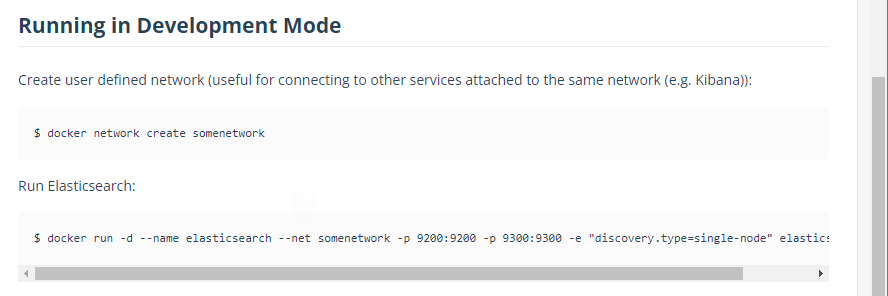 Running in Development Mode
Create user defined network (useful for connecting to other services attached to the same network (e.g. Kibana)):
$ docker network create somenetwork
Run Elasticsearch:
$ docker run -d --name elasticsearch --net somenetwork -p 9200:9200 -p 9300:9300 -e "discovery.type=single-node" elastics